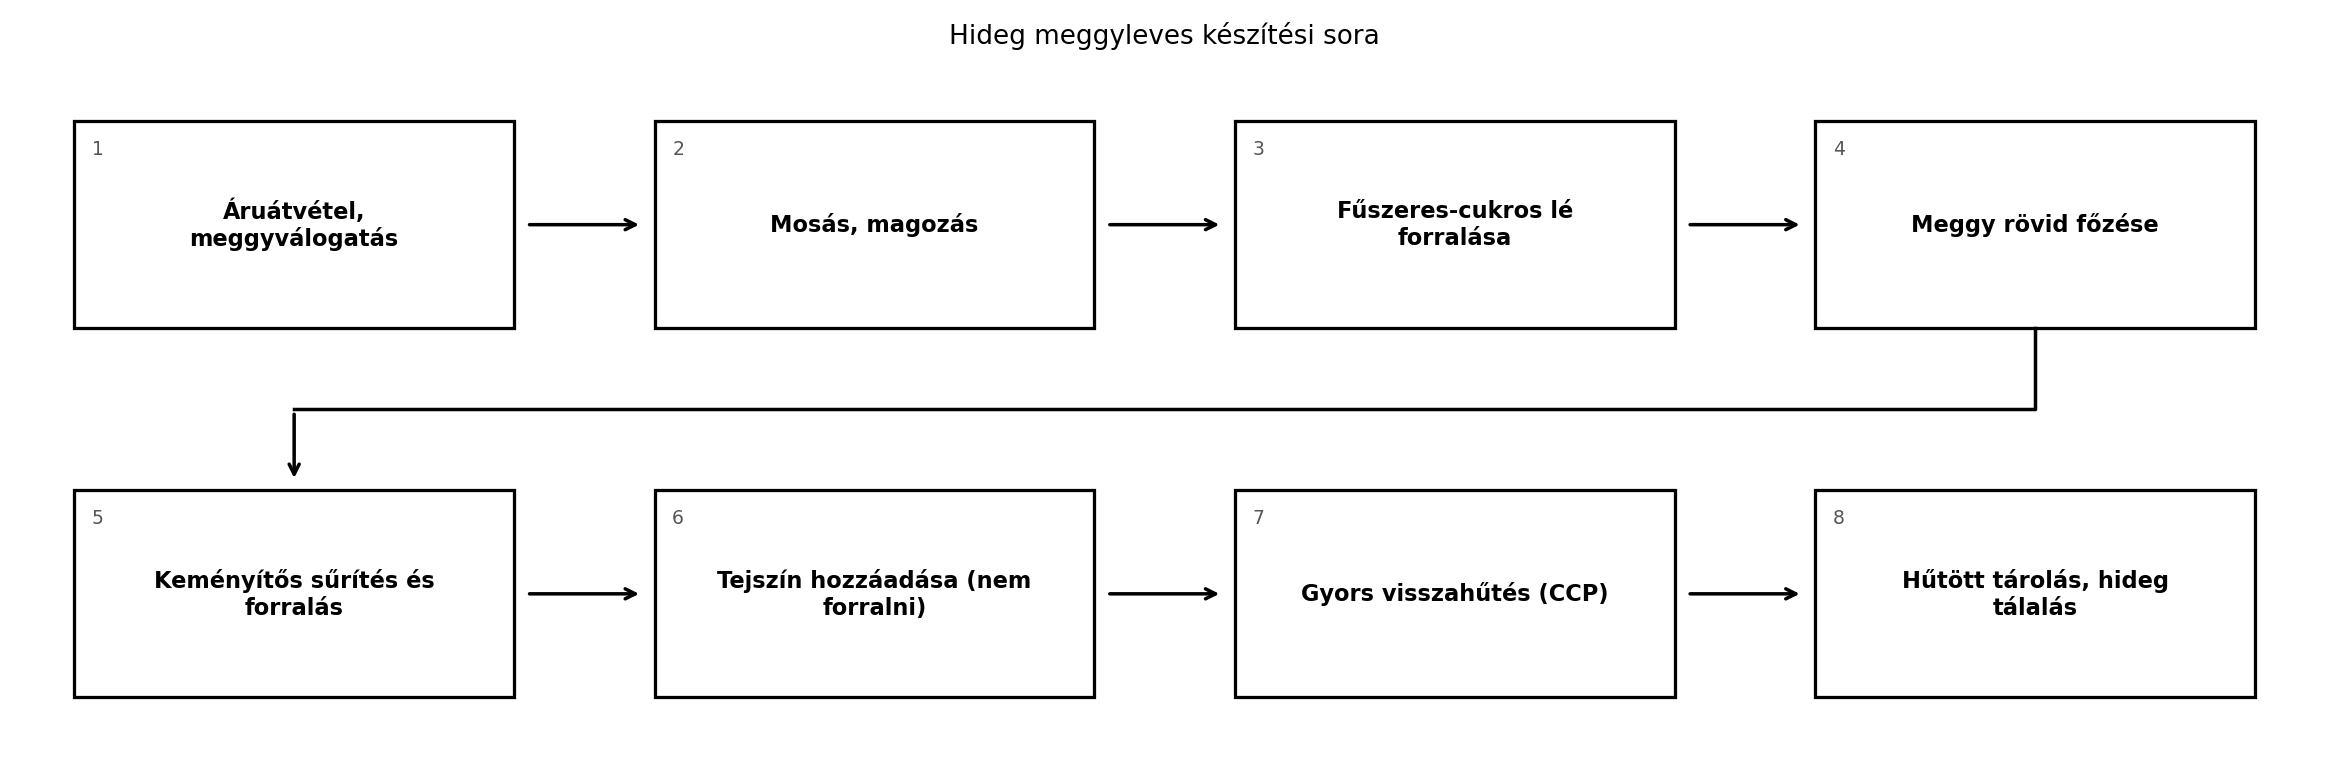 Hideg meggyleves készítési sora
1
Áruátvétel,
meggyválogatás
2
Mosás, magozás
3
Fűszeres-cukros lé
forralása
4
Meggy rövid főzése
5
Keményítős sűrítés és
forralás
6
Tejszín hozzáadása (nem
forralni)
7
Gyors visszahűtés (CCP)
8
Hűtött tárolás, hideg
tálalás